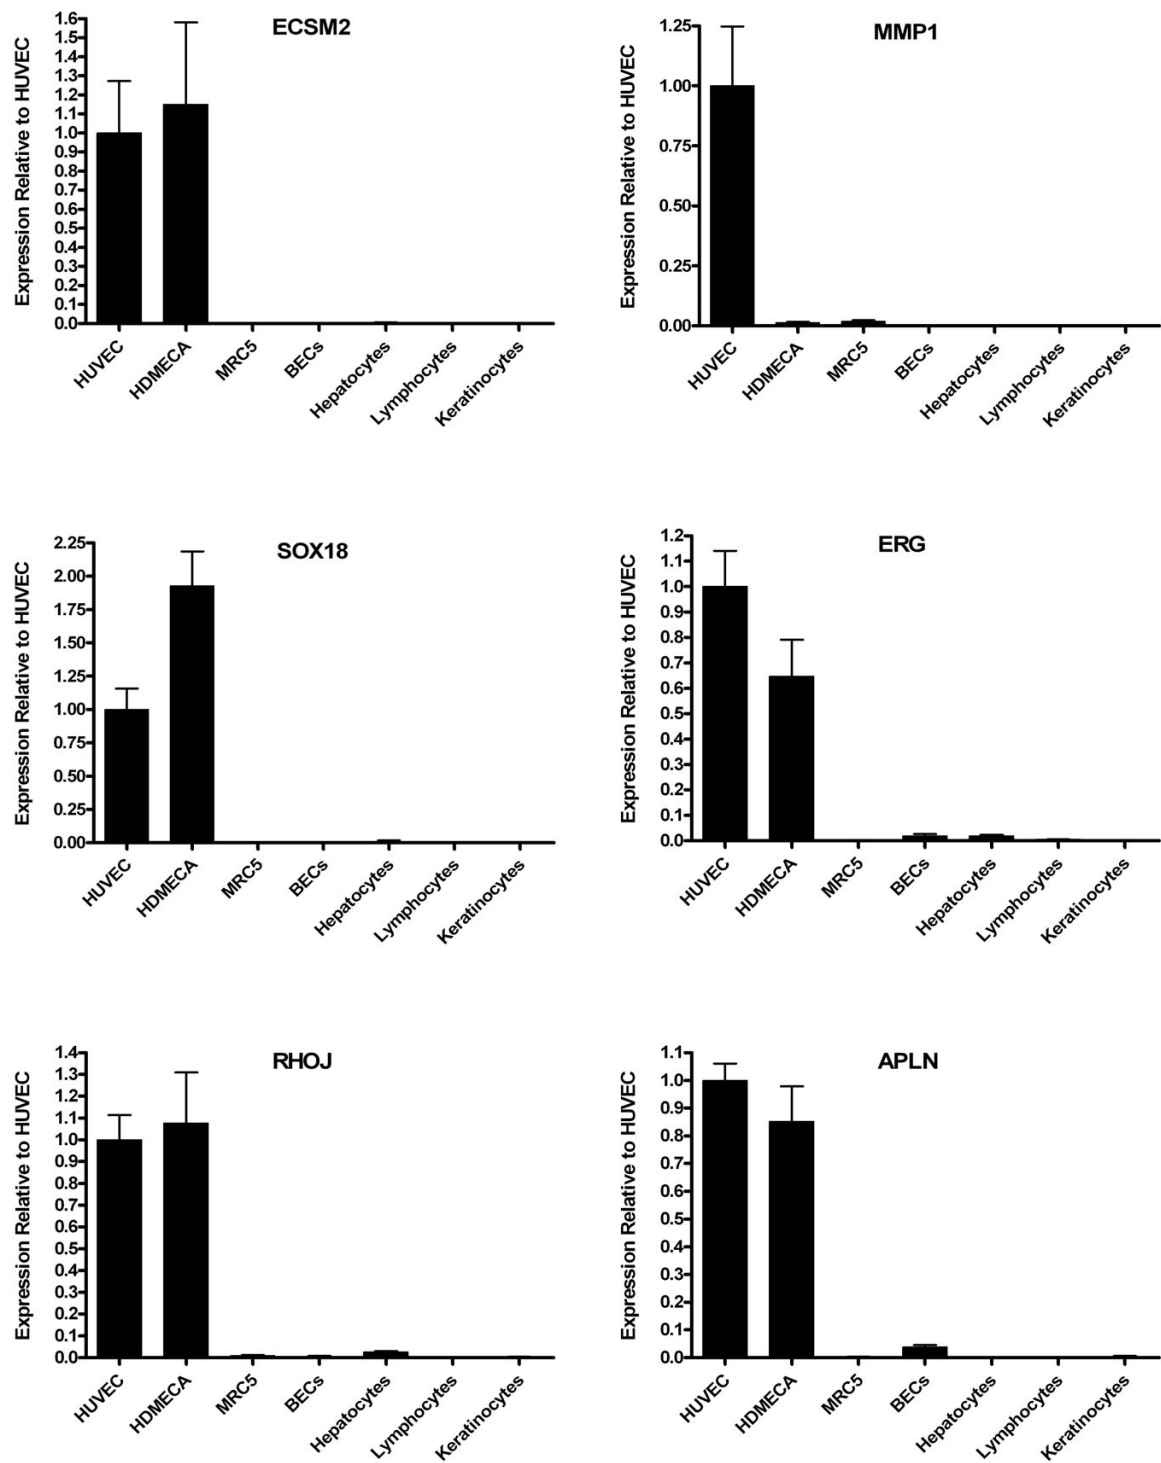 ECSM2
Expression Relative to HUVEC
1.6
1.5
1.4
1.3
1.2
1.1
1.0
0.9
0.8
0.7
0.6
0.5
0.4
0.3
0.2
0.1
0.0
HUVEC
HDMECA
MRC5
BECs
Hepatocytes
Lymphocytes
Keratinocytes
MMP1
Expression Relative to HUVEC
1.25
1.00
0.75
0.50
0.25
0.00
HUVEC
HDMECA
MRC5
BECs
Hepatocytes
Lymphocytes
Keratinocytes
SOX18
Expression Relative to HUVEC
2.25
2.00
1.75
1.50
1.25
1.00
0.75
0.50
0.25
0.00
HUVEC
HDMECA
MRC5
BECs
Hepatocytes
Lymphocytes
Keratinocytes
ERG
Expression Relative to HUVEC
1.2
1.1
1.0
0.9
0.8
0.7
0.6
0.5
0.4
0.3
0.2
0.1
0.0
HUVEC
HDMECA
MRC5
BECs
Hepatocytes
Lymphocytes
Keratinocytes
RHOJ
Expression Relative to HUVEC
1.4
1.3
1.2
1.1
1.0
0.9
0.8
0.7
0.6
0.5
0.4
0.3
0.2
0.1
0.0
HUVEC
HDMECA
MRC5
BECs
Hepatocytes
Lymphocytes
Keratinocytes
APLN
Expression Relative to HUVEC
1.1
1.0
0.9
0.8
0.7
0.6
0.5
0.4
0.3
0.2
0.1
0.0
HUVEC
HDMECA
MRC5
BECs
Hepatocytes
Lymphocytes
Keratinocytes